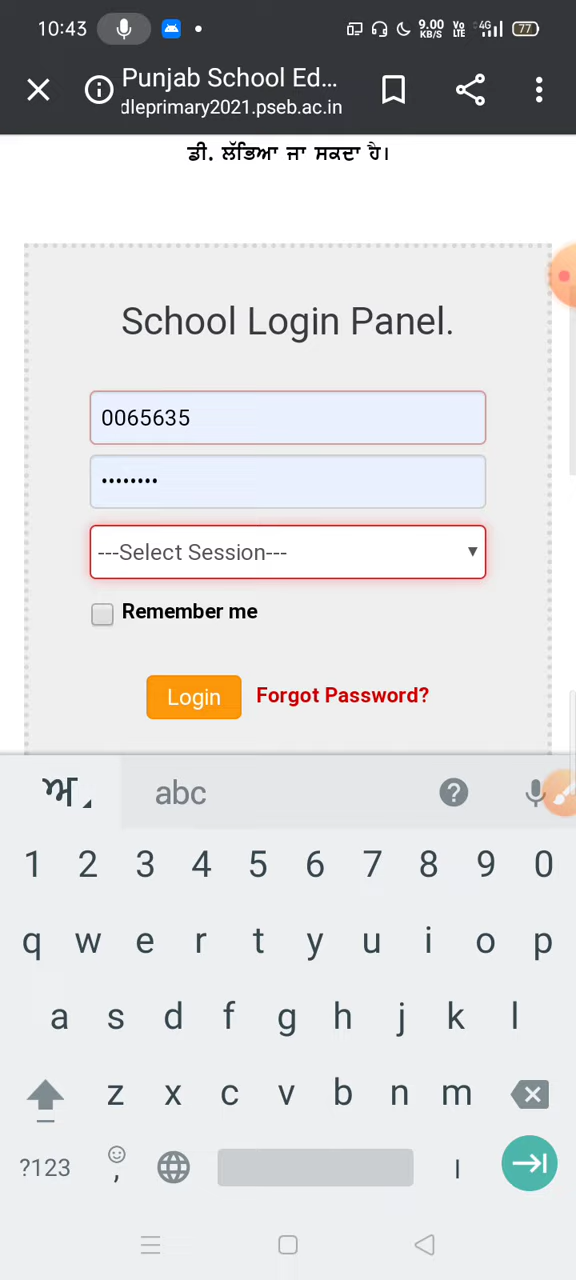 10:43
9.00 KB/S Vo LTE 4G 77
Punjab School Ed...
dleprimary2021.pseb.ac.in
ਡੀ. ਲੱਭਿਆ ਜਾ ਸਕਦਾ ਹੈ।
School Login Panel.
0065635
••••••••
---Select Session---
Remember me
Login Forgot Password?
ਅ abc
1 2 3 4 5 6 7 8 9 0
q w e r t y u i o p
a s d f g h j k l
z x c v b n m
?123 , ।